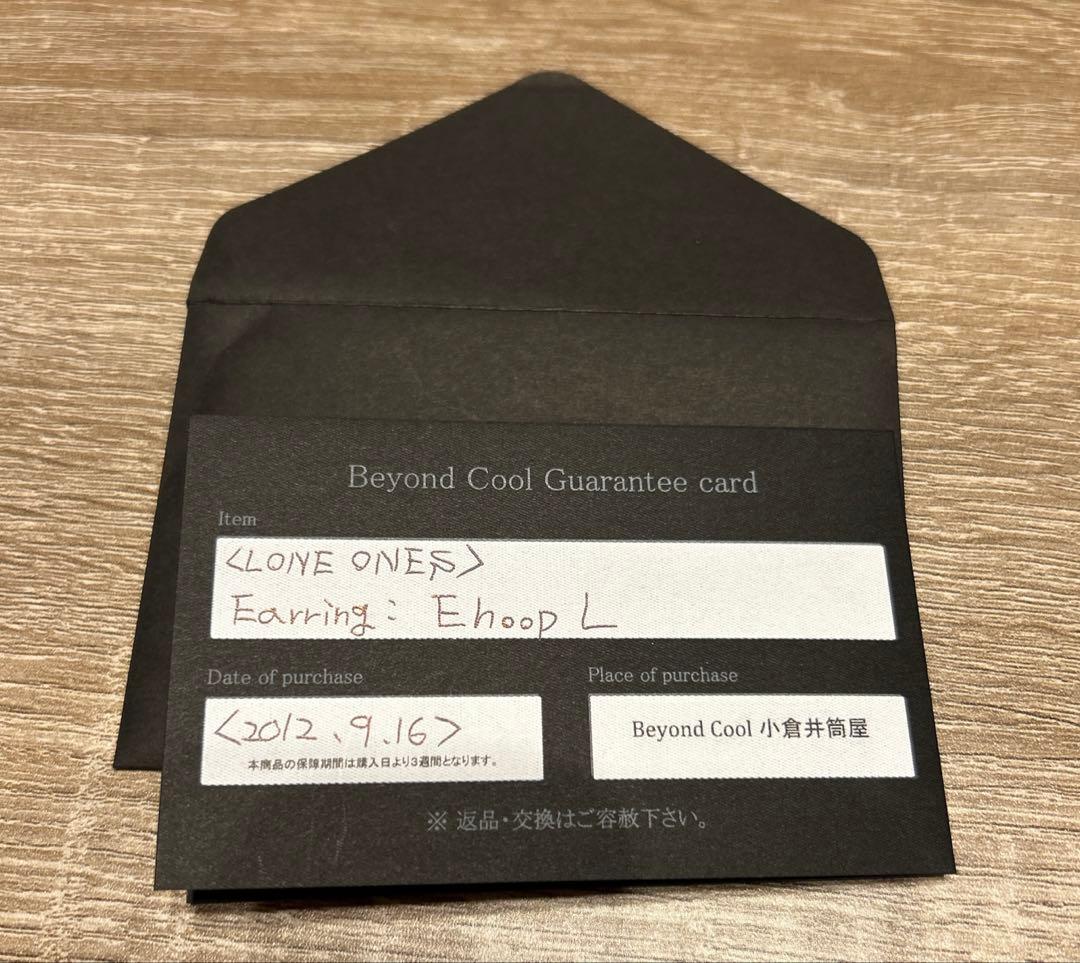 Beyond Cool Guarantee card
Item
<LONE ONES>
Earring: Ehoop L
Date of purchase
Place of purchase
<2012、9.16>
本商品の保障期間は購入日より3週間となります。
Beyond Cool 小倉井筒屋
※ 返品・交換はご容赦下さい。